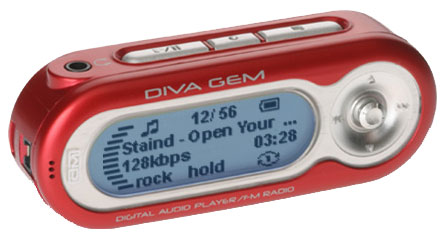 DIVA GEM
12/56
Staind - Open Your ...
128kbps 03:28
rock hold
DIGITAL AUDIO PLAYER/FM RADIO